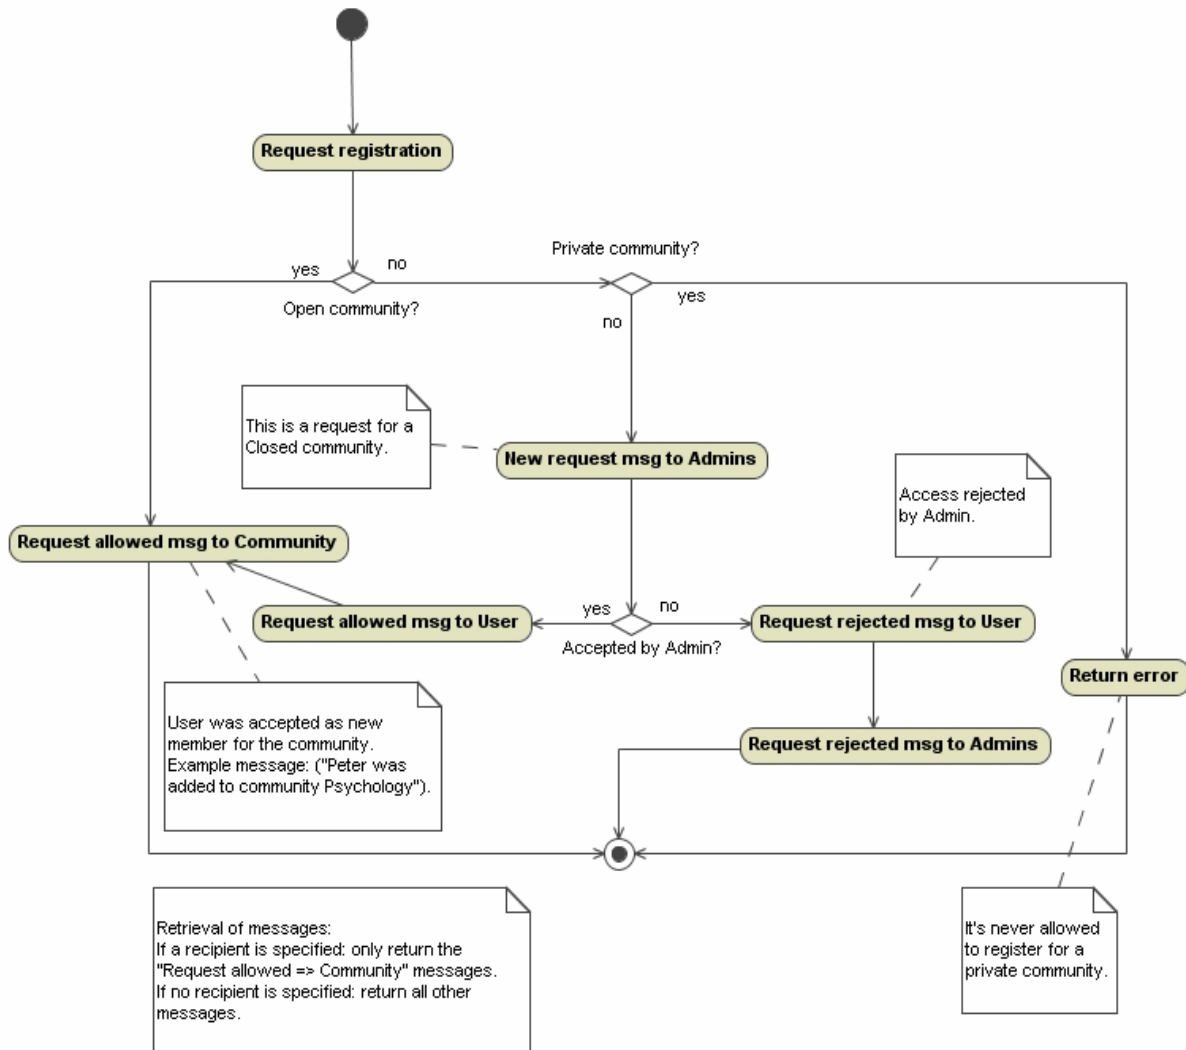 Request registration
Private community?
yes
no
Open community?
yes
no
This is a request for a
Closed community.
New request msg to Admins
Access rejected
by Admin.
Request allowed msg to Community
Request allowed msg to User
yes
no
Accepted by Admin?
Request rejected msg to User
Return error
User was accepted as new
member for the community.
Example message: ("Peter was
added to community Psychology").
Request rejected msg to Admins
Retrieval of messages:
If a recipient is specified: only return the
"Request allowed => Community" messages.
If no recipient is specified: return all other
messages.
It's never allowed
to register for a
private community.